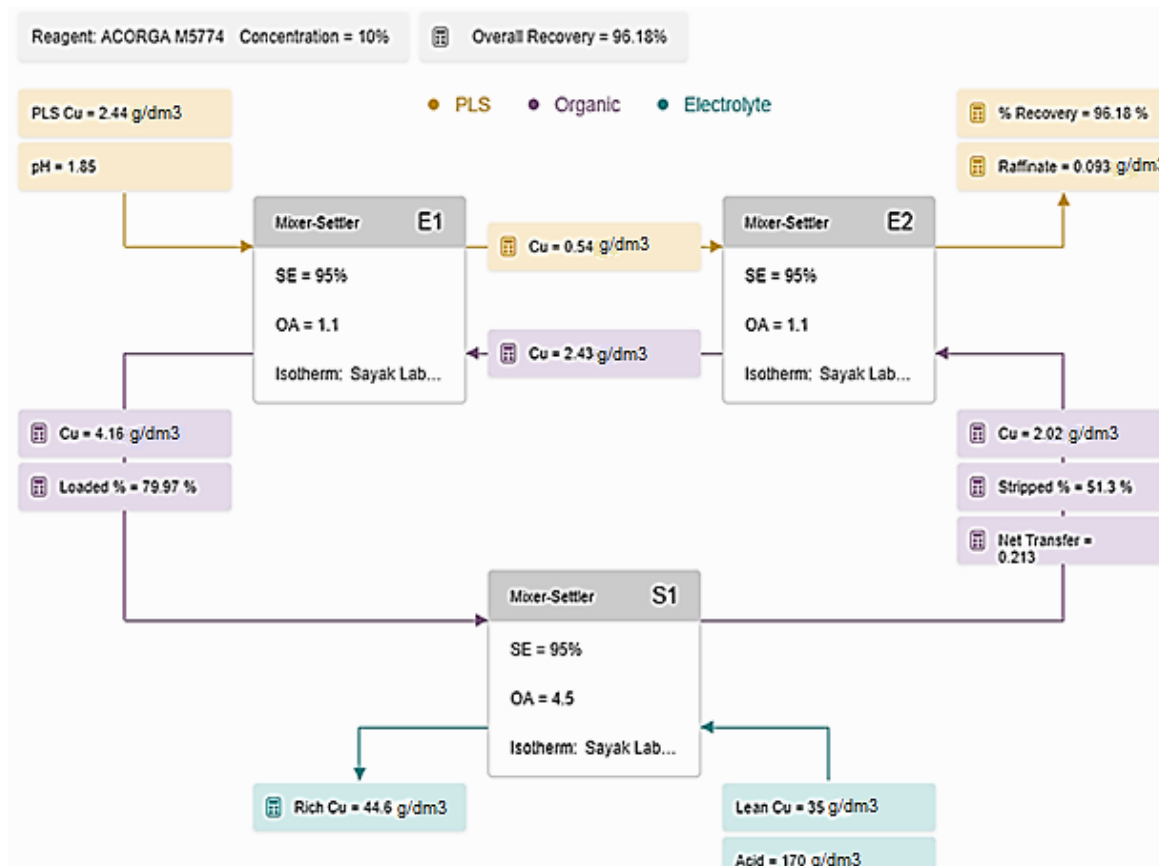 Reagent: ACORGA M5774 Concentration = 10%
Overall Recovery = 96.18%
PLS Cu = 2.44 g/dm3
pH = 1.85
PLS
Organic
Electrolyte
% Recovery = 96.18 %
Raffinate = 0.093 g/dm3
Mixer-Settler E1
SE = 95%
OA = 1.1
Isotherm: Sayak Lab...
Cu = 0.54 g/dm3
Cu = 2.43 g/dm3
Mixer-Settler E2
SE = 95%
OA = 1.1
Isotherm: Sayak Lab...
Cu = 4.16 g/dm3
Loaded % = 79.97 %
Cu = 2.02 g/dm3
Stripped % = 51.3 %
Net Transfer =
0.213
Mixer-Settler S1
SE = 95%
OA = 4.5
Isotherm: Sayak Lab...
Rich Cu = 44.6 g/dm3
Lean Cu = 35 g/dm3
Acid = 170 g/dm3